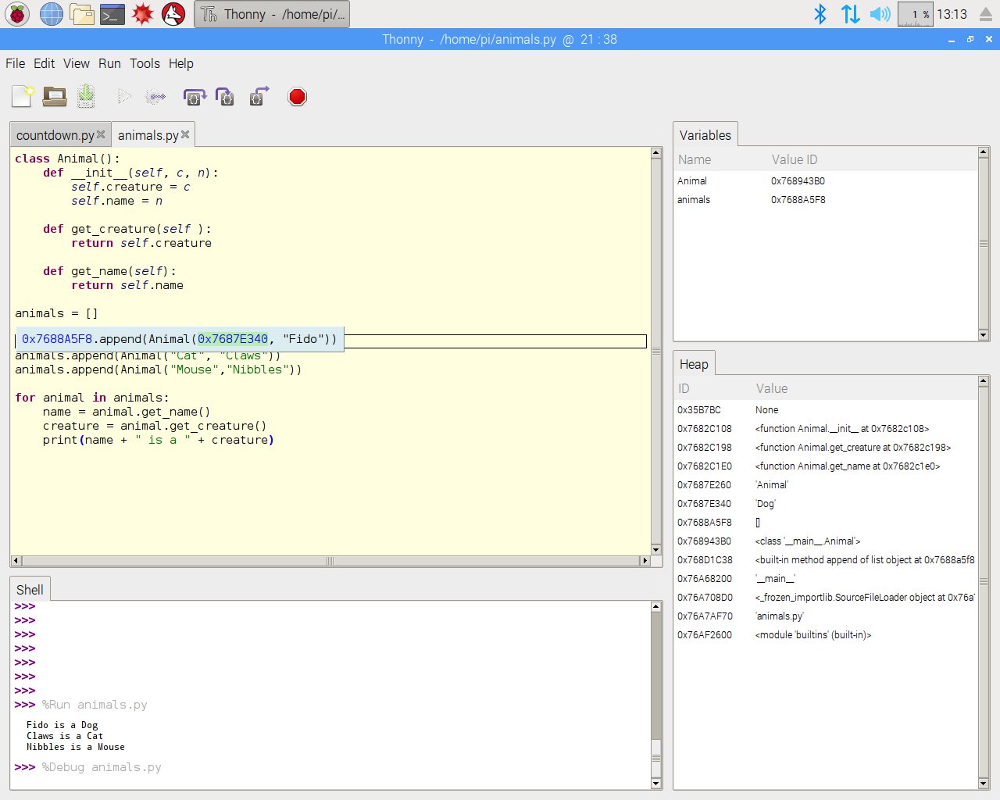 Thonny - /home/pi/...
1 %
13:13
Thonny - /home/pi/animals.py @ 21 : 38
File Edit View Run Tools Help
countdown.py
animals.py
class Animal():
    def __init__(self, c, n):
        self.creature = c
        self.name = n
    def get_creature(self ):
        return self.creature
    def get_name(self):
        return self.name
animals = []
0x7688A5F8.append(Animal(0x7687E340, "Fido"))
animals.append(Animal("Cat", "Claws"))
animals.append(Animal("Mouse","Nibbles"))
for animal in animals:
    name = animal.get_name()
    creature = animal.get_creature()
    print(name + " is a " + creature)
Shell
>>>
>>>
>>>
>>>
>>>
>>>
>>>
>>> %Run animals.py
Fido is a Dog
Claws is a Cat
Nibbles is a Mouse
>>> %Debug animals.py
Variables
Name Value ID
Animal 0x768943B0
animals 0x7688A5F8
Heap
ID Value
0x35B7BC None
0x7682C108 <function Animal.__init__ at 0x7682c108>
0x7682C198 <function Animal.get_creature at 0x7682c198>
0x7682C1E0 <function Animal.get_name at 0x7682c1e0>
0x7687E260 'Animal'
0x7687E340 'Dog'
0x7688A5F8 []
0x768943B0 <class '__main__.Animal'>
0x768D1C38 <built-in method append of list object at 0x7688a5f8
0x76A68200 '__main__'
0x76A708D0 <_frozen_importlib.SourceFileLoader object at 0x76a
0x76A7AF70 'animals.py'
0x76AF2600 <module 'builtins' (built-in)>